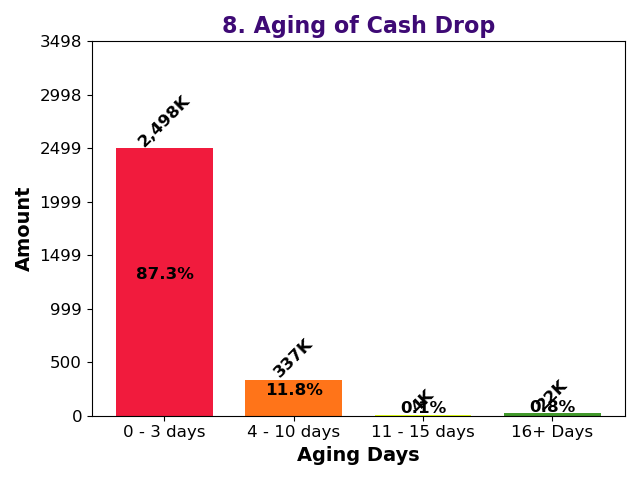 8. Aging of Cash Drop
Amount
3498
2998
2499
1999
1499
999
500
0
2,498K
87.3%
337K
11.8%
4K
0.1%
22K
0.8%
0 - 3 days
4 - 10 days
11 - 15 days
16+ Days
Aging Days